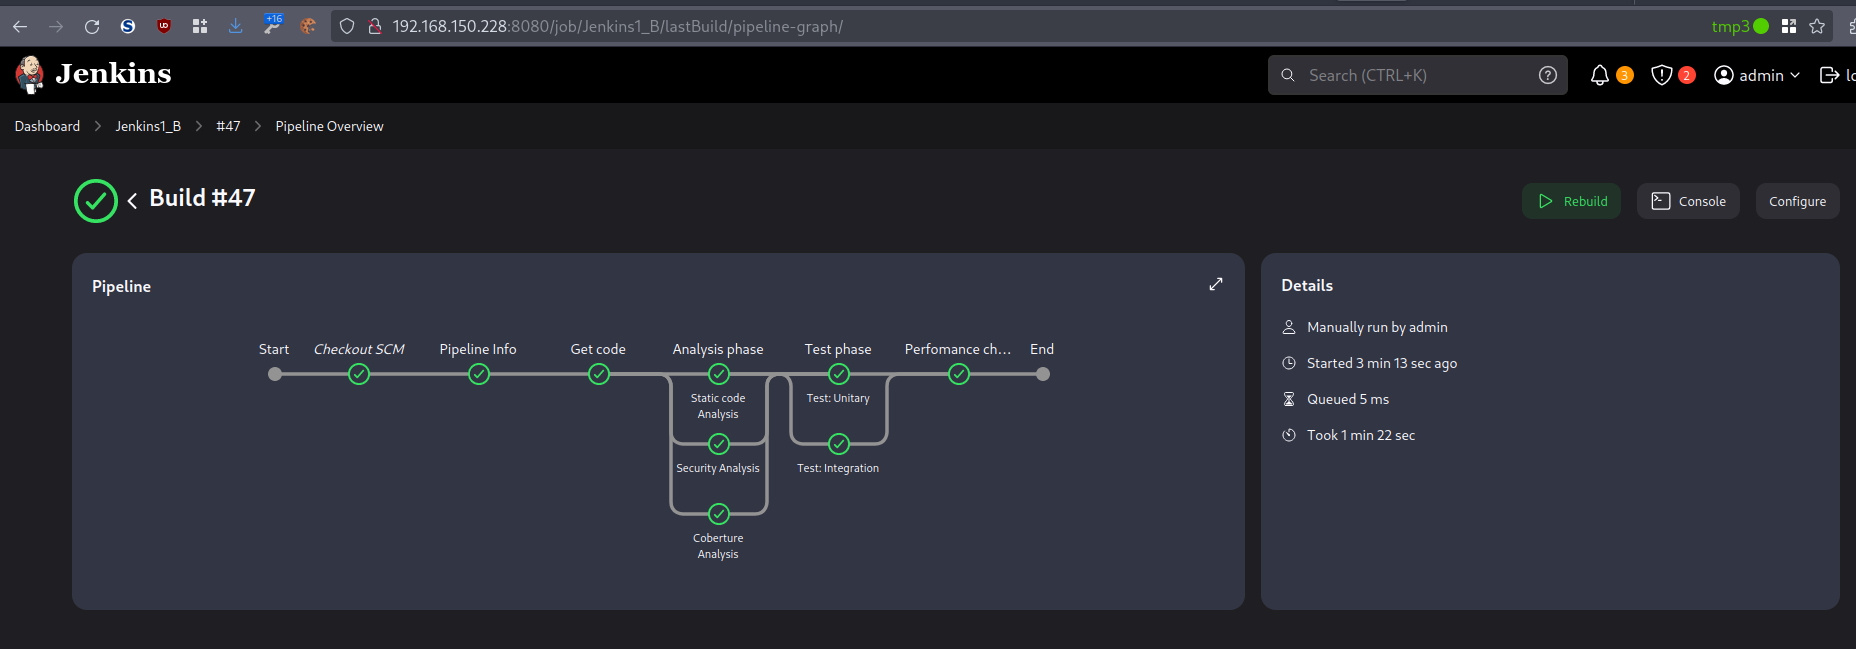 +16
192.168.150.228:8080/job/Jenkins1_B/lastBuild/pipeline-graph/
tmp3
Jenkins
Search (CTRL+K)
3
2
admin
Dashboard > Jenkins1_B > #47 > Pipeline Overview
Build #47
Rebuild
Console
Configure
Pipeline
Start
Checkout SCM
Pipeline Info
Get code
Analysis phase
Test phase
Perfomance ch...
End
Static code
Analysis
Test: Unitary
Security Analysis
Test: Integration
Coberture
Analysis
Details
Manually run by admin
Started 3 min 13 sec ago
Queued 5 ms
Took 1 min 22 sec